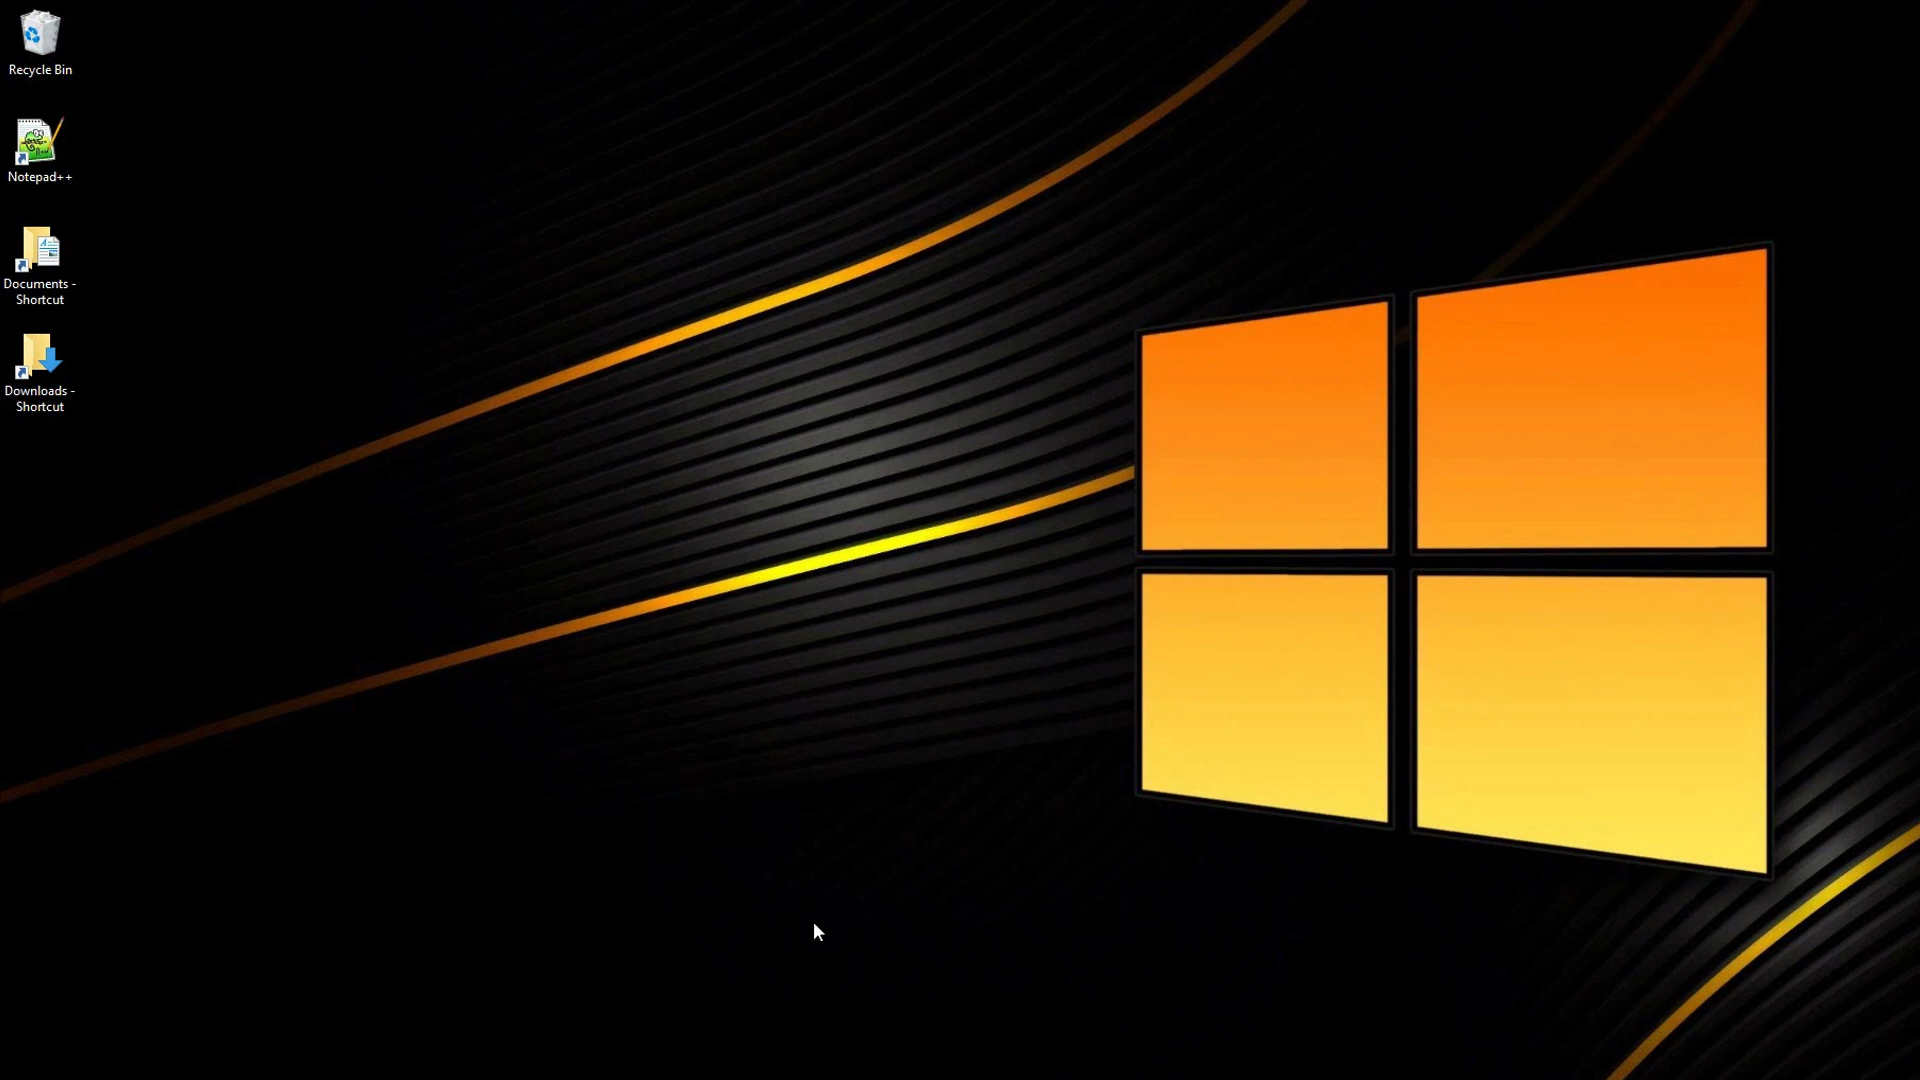 Recycle Bin
Notepad++
Documents -
Shortcut
Downloads -
Shortcut